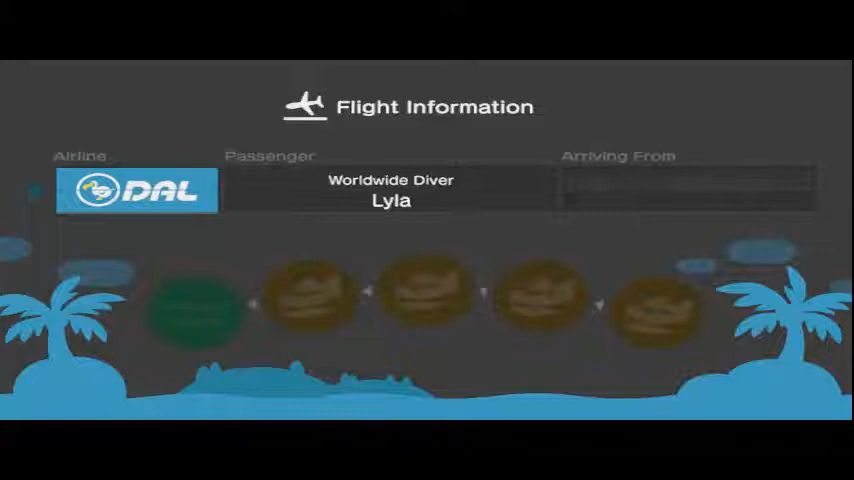 Flight Information
Airline
Passenger
Arriving From
DAL
Worldwide Diver
Lyla